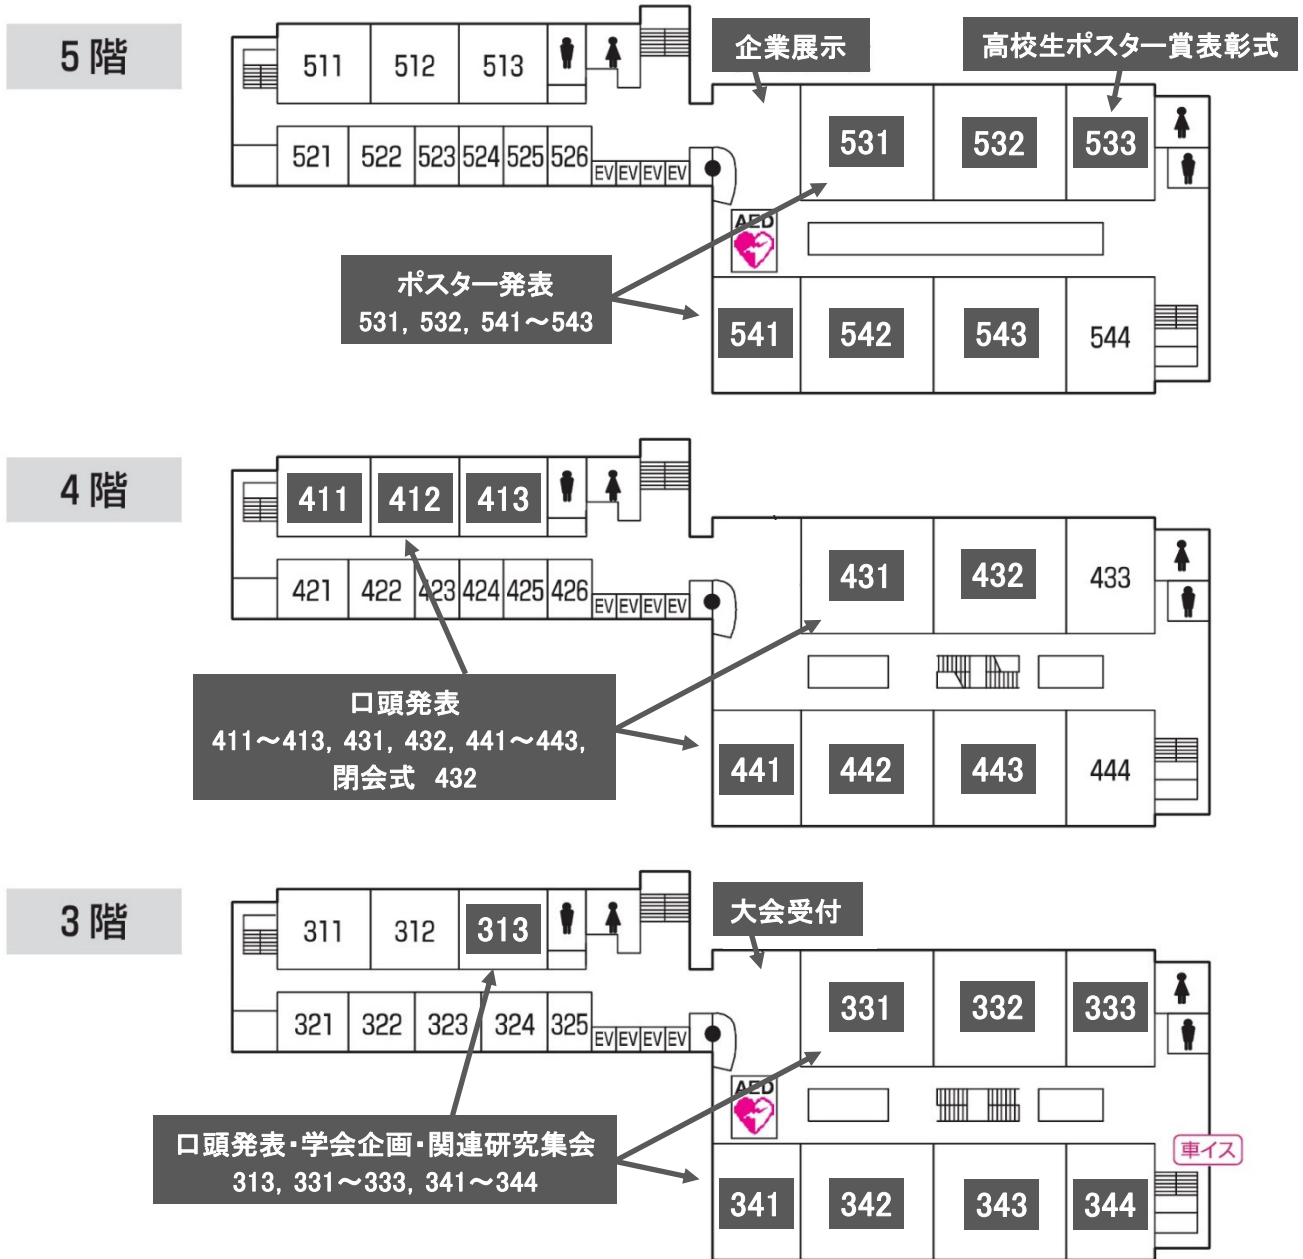 5階
企業展示
高校生ポスター賞表彰式
511 512 513
531 532 533
521 522 523 524 525 526
EV EV EV EV
AED
ポスター発表
531, 532, 541～543
541 542 543 544
4階
411 412 413
431 432 433
421 422 423 424 425 426
EV EV EV EV
口頭発表
411～413, 431, 432, 441～443,
閉会式 432
441 442 443 444
3階
大会受付
311 312 313
331 332 333
321 322 323 324 325
EV EV EV EV
AED
口頭発表・学会企画・関連研究集会
313, 331～333, 341～344
車イス
341 342 343 344